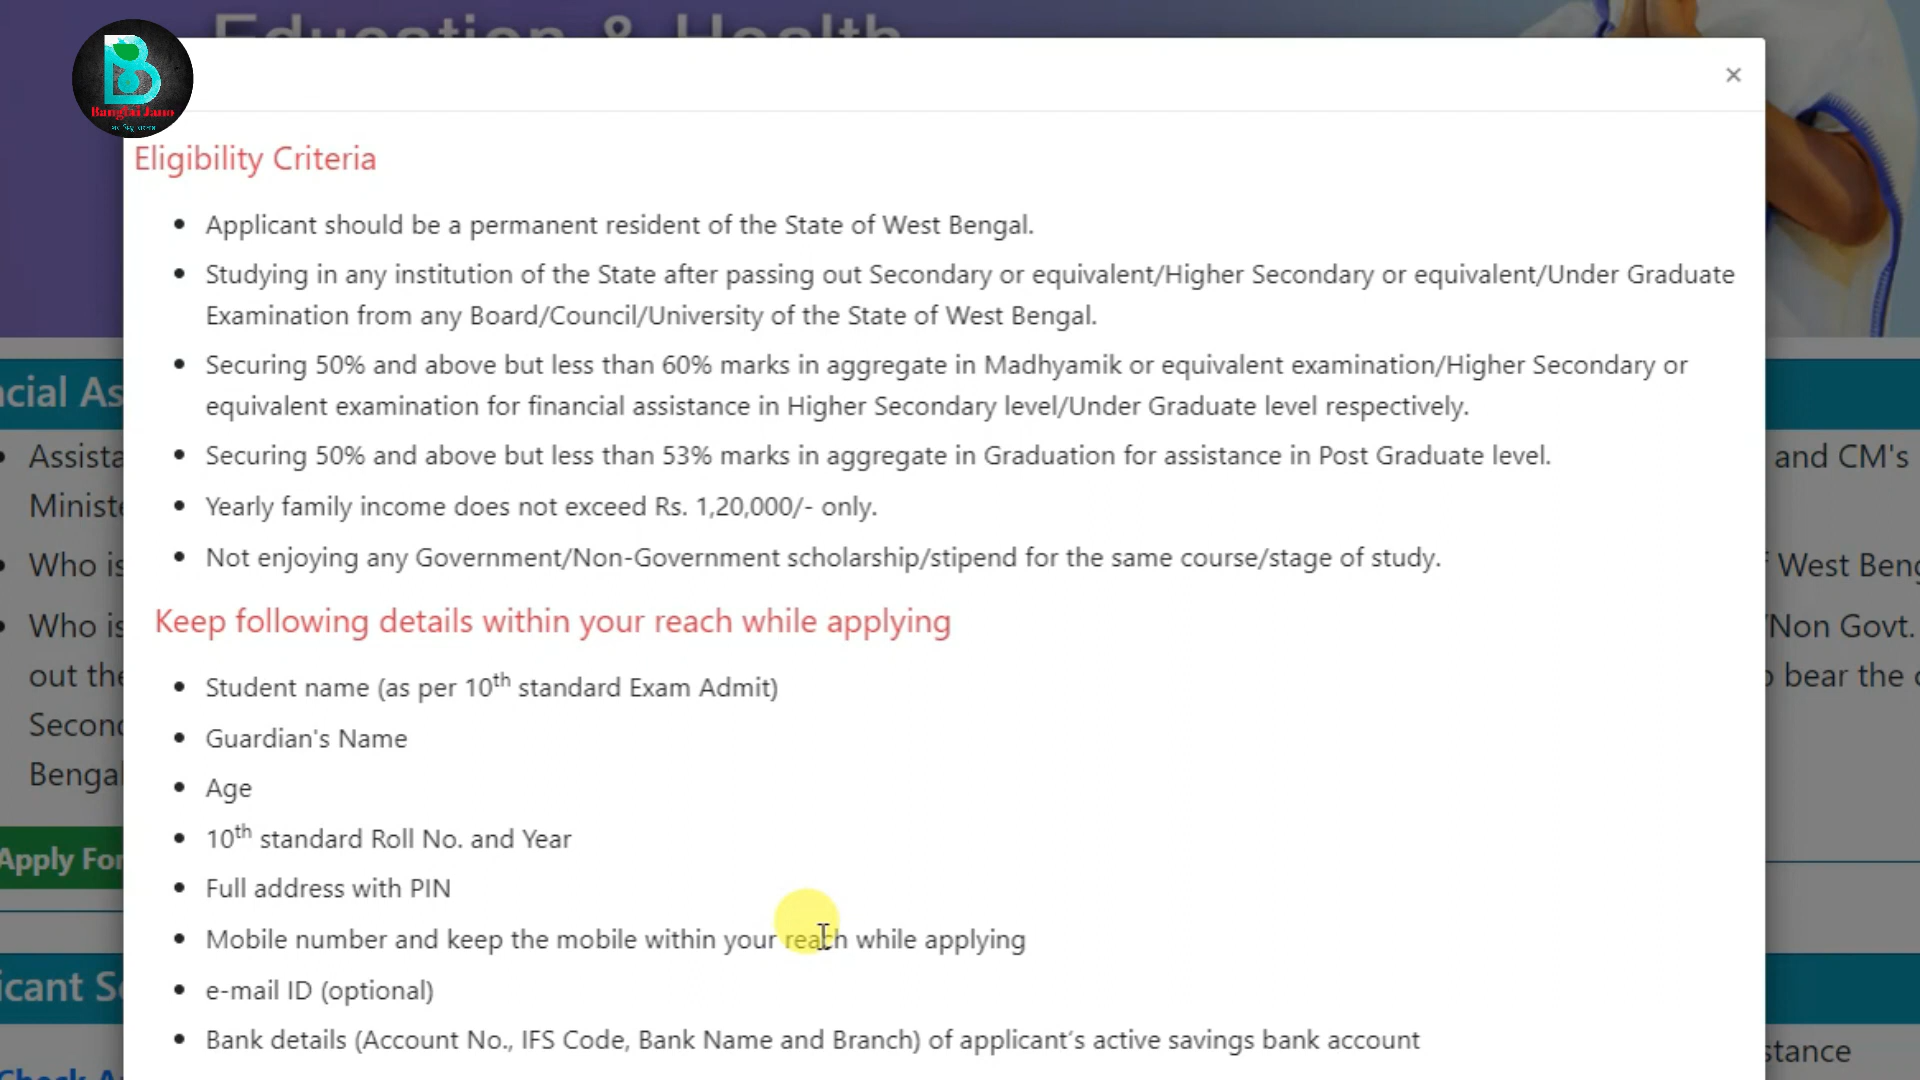 Education & Health
Bangfai Jano
×
Eligibility Criteria
• Applicant should be a permanent resident of the State of West Bengal.
• Studying in any institution of the State after passing out Secondary or equivalent/Higher Secondary or equivalent/Under Graduate
Examination from any Board/Council/University of the State of West Bengal.
• Securing 50% and above but less than 60% marks in aggregate in Madhyamik or equivalent examination/Higher Secondary or
equivalent examination for financial assistance in Higher Secondary level/Under Graduate level respectively.
• Securing 50% and above but less than 53% marks in aggregate in Graduation for assistance in Post Graduate level.
• Yearly family income does not exceed Rs. 1,20,000/- only.
• Not enjoying any Government/Non-Government scholarship/stipend for the same course/stage of study.
Keep following details within your reach while applying
• Student name (as per 10th standard Exam Admit)
• Guardian's Name
• Age
• 10th standard Roll No. and Year
• Full address with PIN
• Mobile number and keep the mobile within your reach while applying
• e-mail ID (optional)
• Bank details (Account No., IFS Code, Bank Name and Branch) of applicant's active savings bank account
ncial As
• Assista
Ministe
• Who is
• Who is
out the
Second
Bengal
Apply For
icant S
and CM's
West Beng
/Non Govt.
bear the
stance